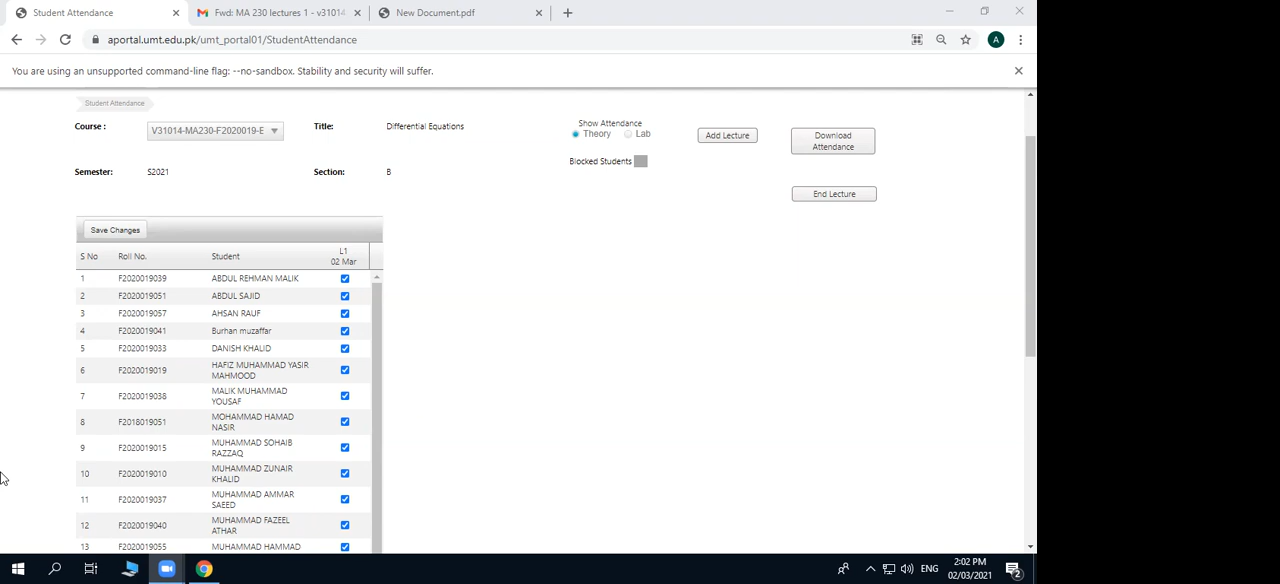 Student Attendance
Fwd: MA 230 lectures 1 - v31014
New Document.pdf
aportal.umt.edu.pk/umt_portal01/StudentAttendance
A
You are using an unsupported command-line flag: --no-sandbox. Stability and security will suffer.
Student Attendance
Course : V31014-MA230-F2020019-E Title: Differential Equations
Show Attendance
Theory Lab
Add Lecture
Download
Attendance
Blocked Students
Semester: S2021 Section: B
End Lecture
Save Changes
S No Roll No. Student L1
02 Mar
1 F2020019039 ABDUL REHMAN MALIK
2 F2020019051 ABDUL SAJID
3 F2020019057 AHSAN RAUF
4 F2020019041 Burhan muzaffar
5 F2020019033 DANISH KHALID
6 F2020019019 HAFIZ MUHAMMAD YASIR
MAHMOOD
7 F2020019038 MALIK MUHAMMAD
YOUSAF
8 F2018019051 MOHAMMAD HAMAD
NASIR
9 F2020019015 MUHAMMAD SOHAIB
RAZZAQ
10 F2020019010 MUHAMMAD ZUNAIR
KHALID
11 F2020019037 MUHAMMAD AMMAR
SAEED
12 F2020019040 MUHAMMAD FAZEEL
ATHAR
13 F2020019055 MUHAMMAD HAMMAD
ENG
2:02 PM
02/03/2021
2